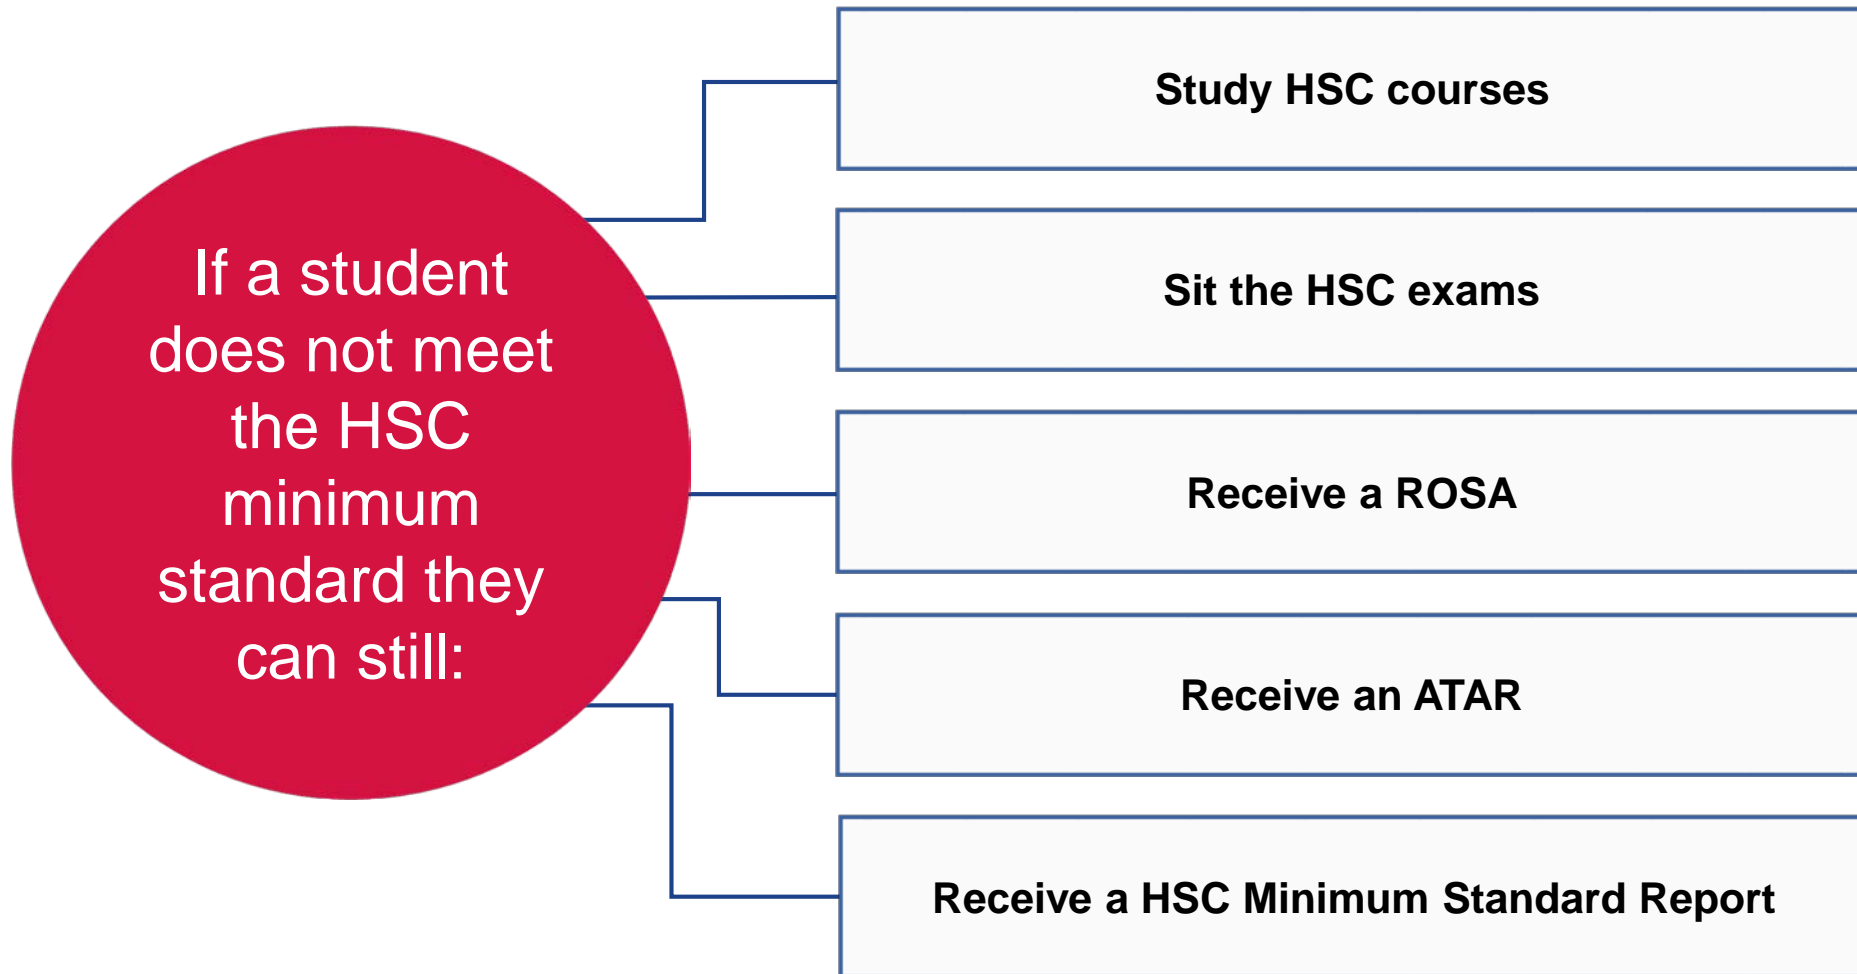 If a student
does not meet
the HSC
minimum
standard they
can still:
Study HSC courses
Sit the HSC exams
Receive a ROSA
Receive an ATAR
Receive a HSC Minimum Standard Report